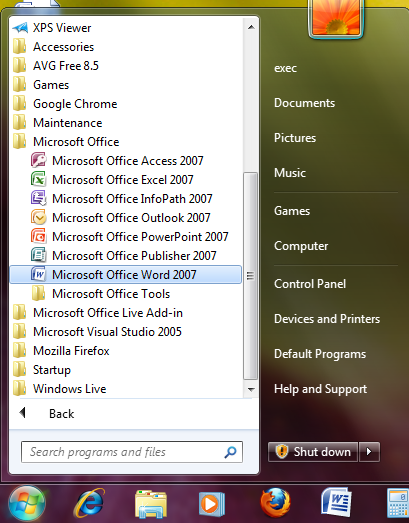 XPS Viewer
Accessories
AVG Free 8.5
Games
Google Chrome
Maintenance
Microsoft Office
Microsoft Office Access 2007
Microsoft Office Excel 2007
Microsoft Office InfoPath 2007
Microsoft Office Outlook 2007
Microsoft Office PowerPoint 2007
Microsoft Office Publisher 2007
Microsoft Office Word 2007
Microsoft Office Tools
Microsoft Office Live Add-in
Microsoft Visual Studio 2005
Mozilla Firefox
Startup
Windows Live
Back
Search programs and files
exec
Documents
Pictures
Music
Games
Computer
Control Panel
Devices and Printers
Default Programs
Help and Support
Shut down